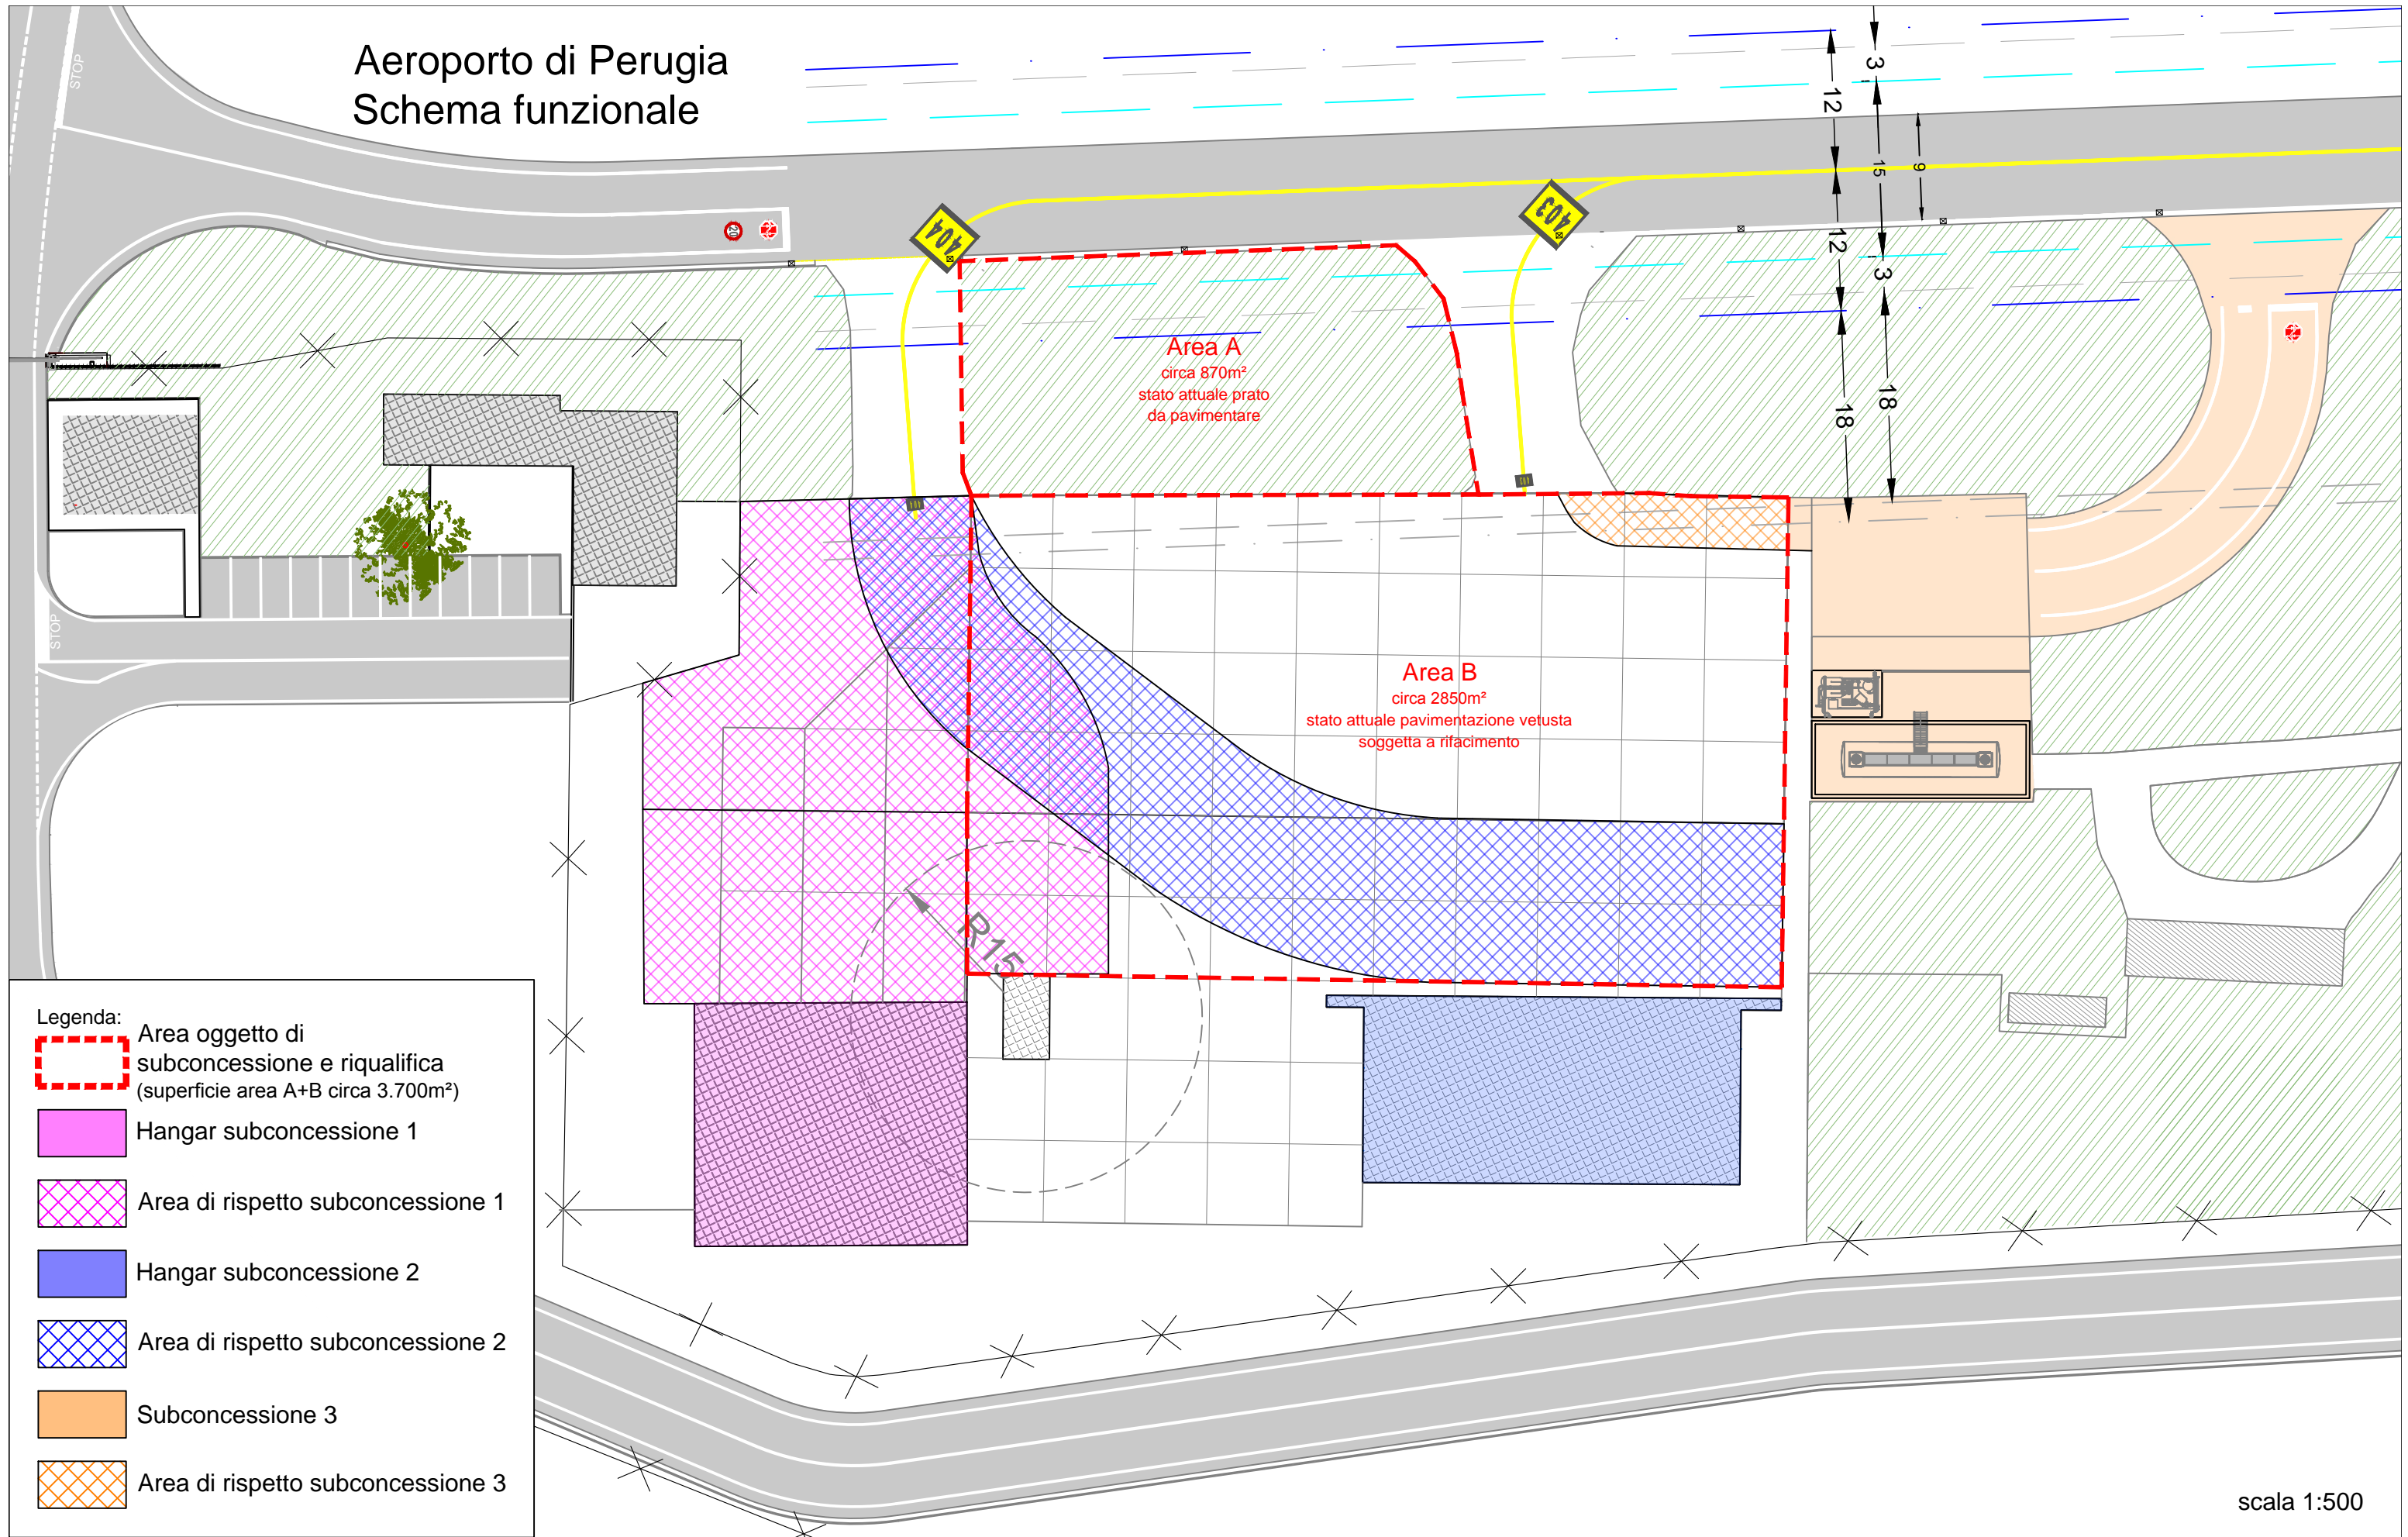 Aeroporto di Perugia
Schema funzionale
STOP
20
404
403
3
12
15
9
12
3
18
18
Area A
circa 870m²
stato attuale prato
da pavimentare
STOP
Area B
circa 2850m²
stato attuale pavimentazione vetusta
soggetta a rifacimento
R15
Legenda:
Area oggetto di
subconcessione e riqualifica
(superficie area A+B circa 3.700m²)
Hangar subconcessione 1
Area di rispetto subconcessione 1
Hangar subconcessione 2
Area di rispetto subconcessione 2
Subconcessione 3
Area di rispetto subconcessione 3
scala 1:500